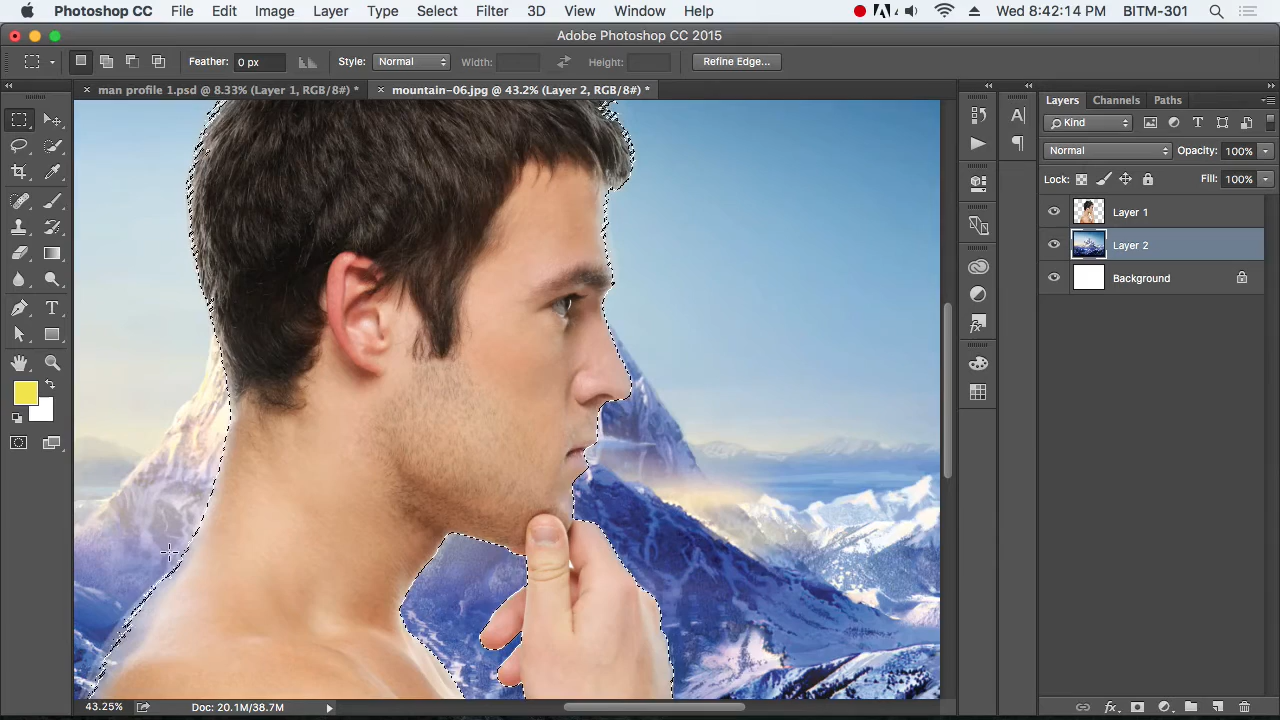 Photoshop CC File Edit Image Layer Type Select Filter 3D View Window Help Wed 8:42:14 PM BITM-301
Adobe Photoshop CC 2015
Feather: 0 px Style: Normal Width: Height: Refine Edge...
man profile 1.psd @ 8.33% (Layer 1, RGB/8#) * mountain-06.jpg @ 43.2% (Layer 2, RGB/8#) *
Layers Channels Paths
Kind
Normal Opacity: 100%
Lock: Fill: 100%
Layer 1
Layer 2
Background
43.25% Doc: 20.1M/38.7M